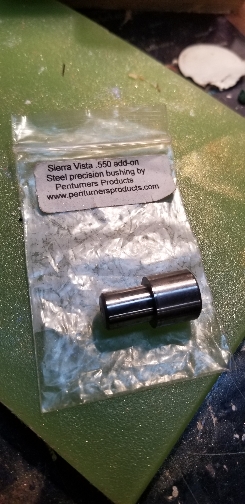 Sierra Vista .550 add-on
Steel precision bushing by
Penturners Products
www.penturnersproducts.com